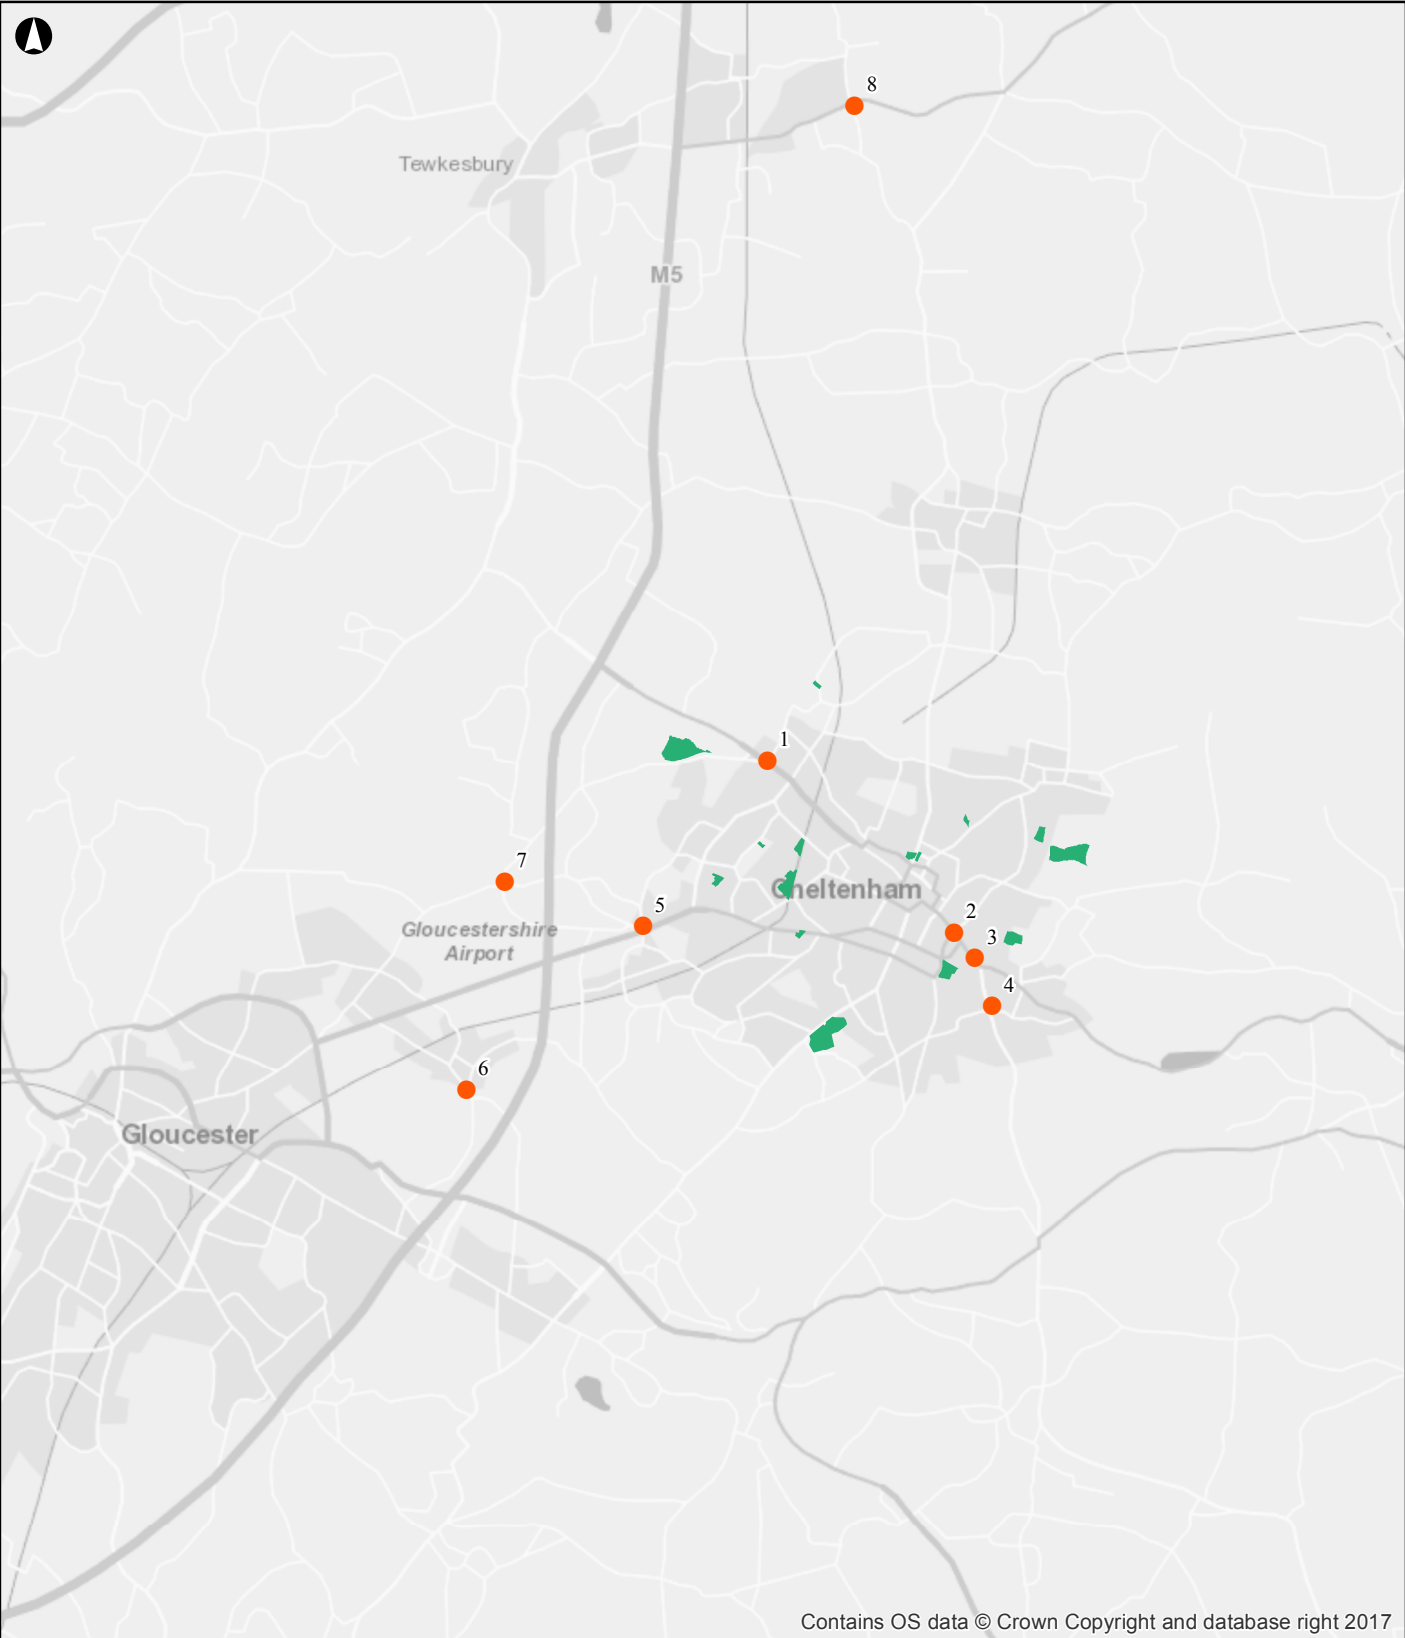 8
Tewkesbury
M5
1
7
Cheltenham
5
2
Gloucestershire
Airport
3
4
6
Gloucester
Contains OS data © Crown Copyright and database right 2017